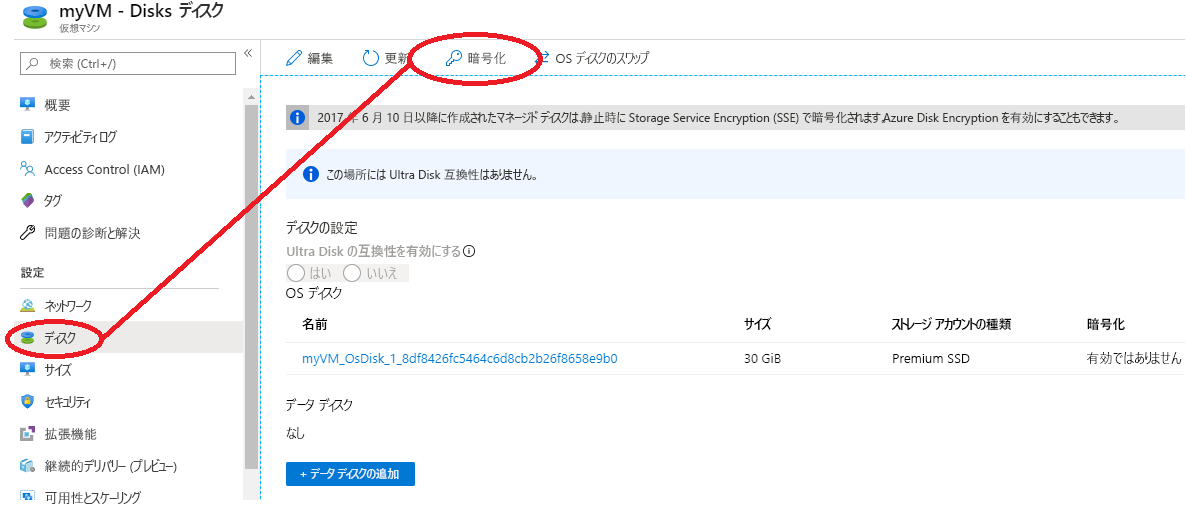 myVM - Disks ディスク
仮想マシン
検索 (Ctrl+/)
«
概要
アクティビティ ログ
Access Control (IAM)
タグ
問題の診断と解決
設定
ネットワーク
ディスク
サイズ
セキュリティ
拡張機能
継続的デリバリー (プレビュー)
可用性とスケーリング
編集 更新 暗号化 OS ディスクのスワップ
2017 年 6 月 10 日以降に作成されたマネージド ディスクは、静止時に Storage Service Encryption (SSE) で暗号化されます。Azure Disk Encryption を有効にすることもできます。
この場所には Ultra Disk 互換性はありません。
ディスクの設定
Ultra Disk の互換性を有効にする
はい いいえ
OS ディスク
名前 サイズ ストレージ アカウントの種類 暗号化
myVM_OsDisk_1_8df8426fc5464c6d8cb2b26f8658e9b0 30 GiB Premium SSD 有効ではありません
データ ディスク
なし
+ データ ディスクの追加